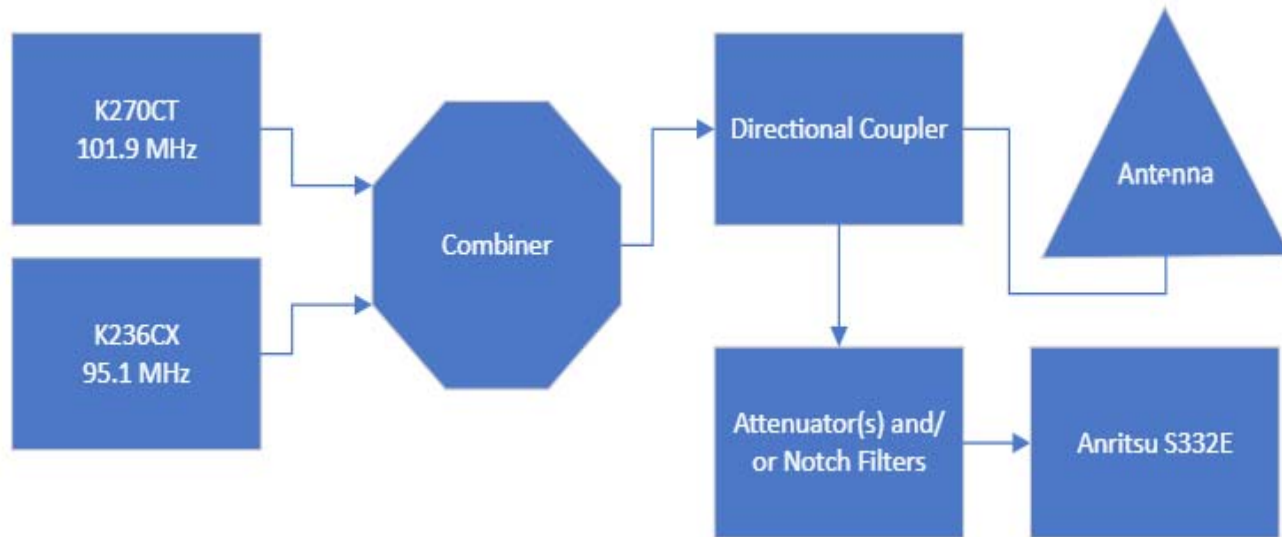 K270CT
101.9 MHz
K236CX
95.1 MHz
Combiner
Directional Coupler
Antenna
Attenuator(s) and/
or Notch Filters
Anritsu S332E